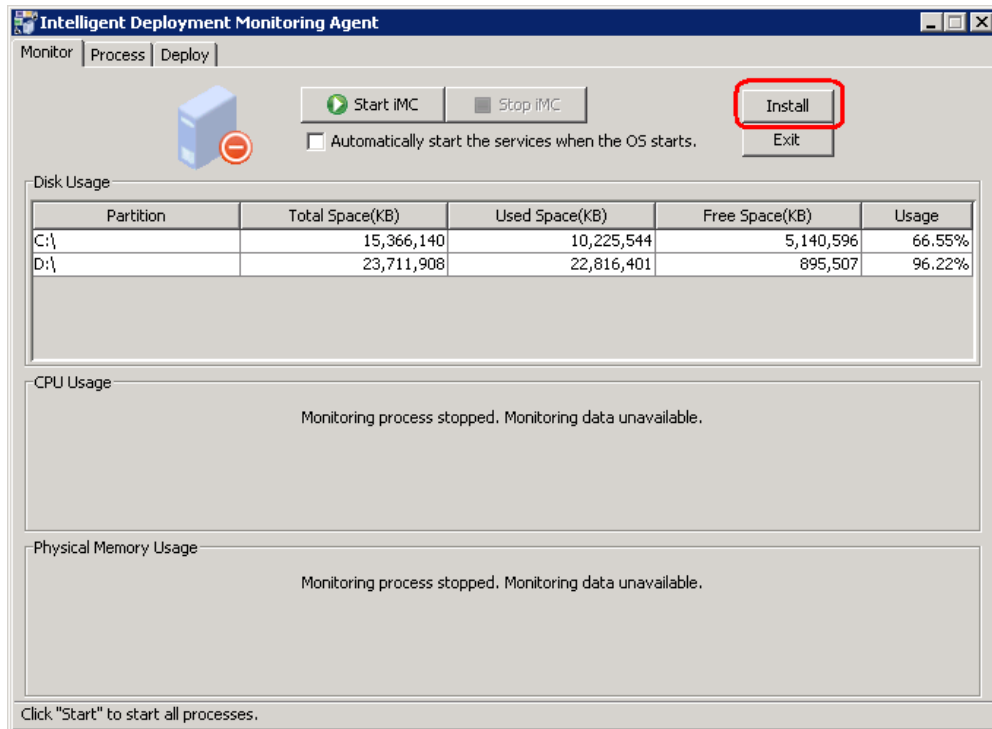 Intelligent Deployment Monitoring Agent
Monitor Process Deploy
Start iMC Stop iMC Install
Automatically start the services when the OS starts. Exit
Disk Usage
Partition Total Space(KB) Used Space(KB) Free Space(KB) Usage
C:\ 15,366,140 10,225,544 5,140,596 66.55%
D:\ 23,711,908 22,816,401 895,507 96.22%
CPU Usage
Monitoring process stopped. Monitoring data unavailable.
Physical Memory Usage
Monitoring process stopped. Monitoring data unavailable.
Click "Start" to start all processes.